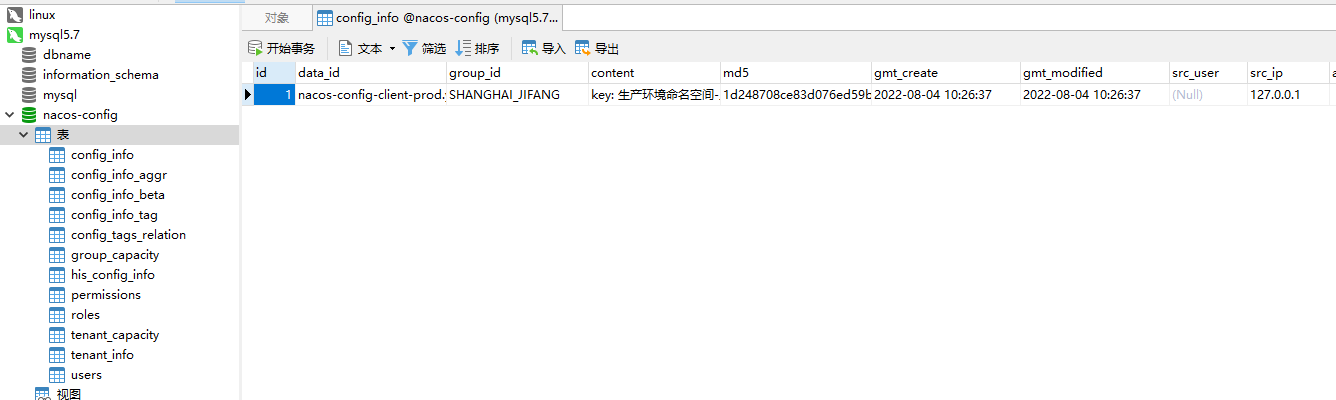 linux
mysql5.7
dbname
information_schema
mysql
nacos-config
表
config_info
config_info_aggr
config_info_beta
config_info_tag
config_tags_relation
group_capacity
his_config_info
permissions
roles
tenant_capacity
tenant_info
users
视图
对象 config_info @nacos-config (mysql5.7...
开始事务 文本 筛选 排序 导入 导出
id data_id group_id content md5 gmt_create gmt_modified src_user src_ip a
1 nacos-config-client-prod. SHANGHAI_JIFANG key: 生产环境命名空间- 1d248708ce83d076ed59b 2022-08-04 10:26:37 2022-08-04 10:26:37 (Null) 127.0.0.1